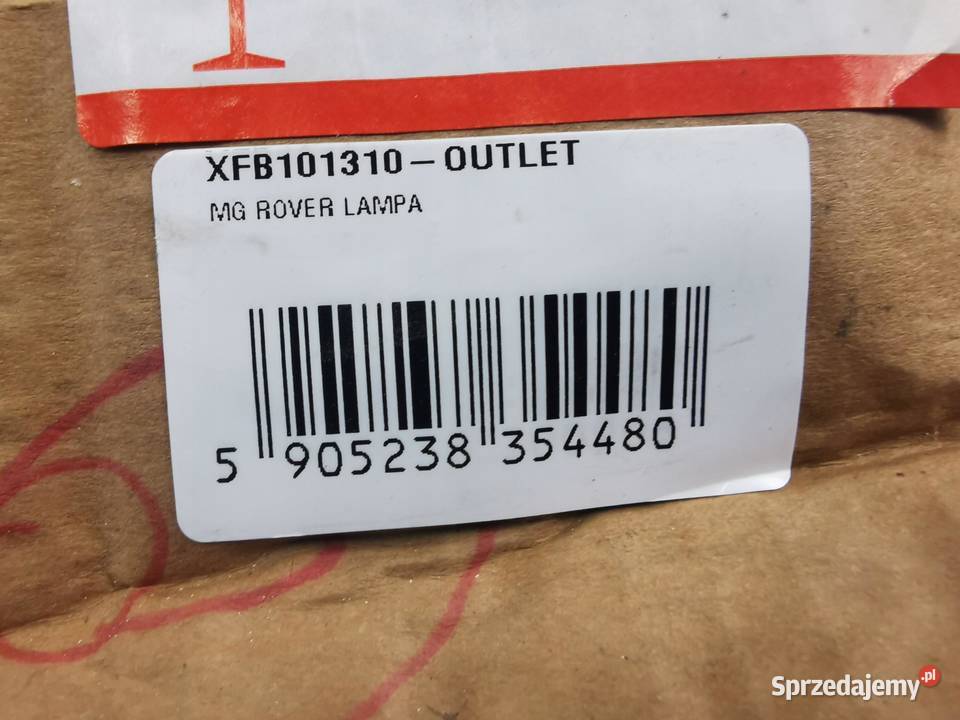 XFB101310-OUTLET
MG ROVER LAMPA
5 905238 354480
Sprzedajemy.pl